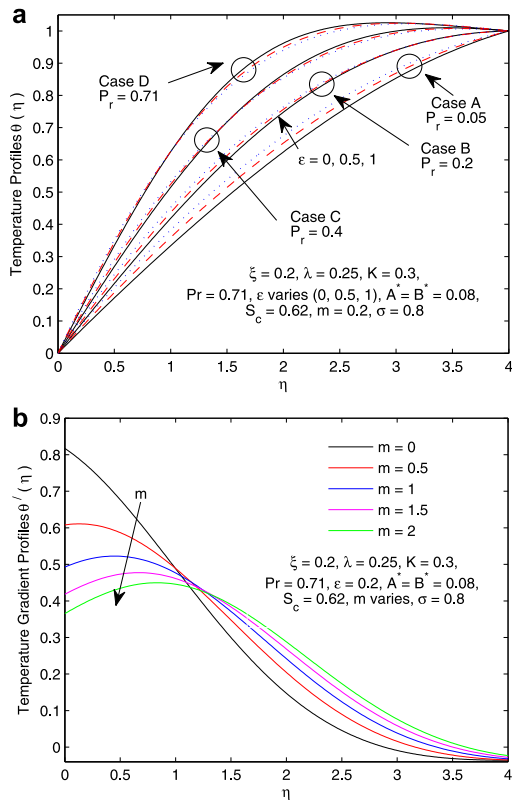 a
Temperature Profiles θ ( η )
1
0.9
0.8
0.7
0.6
0.5
0.4
0.3
0.2
0.1
0
Case D
Pr = 0.71
Case A
Pr = 0.05
Case B
Pr = 0.2
ε = 0, 0.5, 1
Case C
Pr = 0.4
ξ = 0.2, λ = 0.25, K = 0.3,
Pr = 0.71, ε varies (0, 0.5, 1), A* = B* = 0.08,
Sc = 0.62, m = 0.2, σ = 0.8
0 0.5 1 1.5 2 2.5 3 3.5 4
η
b
Temperature Gradient Profiles θ/ ( η )
0.9
0.8
0.7
0.6
0.5
0.4
0.3
0.2
0.1
0
m
m = 0
m = 0.5
m = 1
m = 1.5
m = 2
ξ = 0.2, λ = 0.25, K = 0.3,
Pr = 0.71, ε = 0.2, A* = B* = 0.08,
Sc = 0.62, m varies, σ = 0.8
0 0.5 1 1.5 2 2.5 3 3.5 4
η